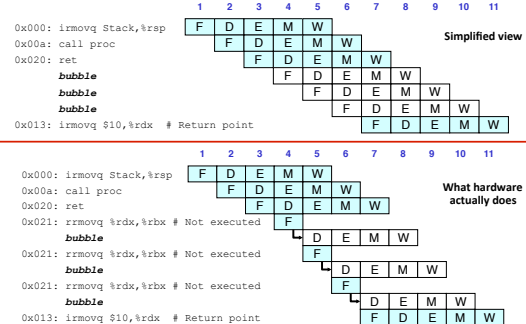 1 2 3 4 5 6 7 8 9 10 11
0x000: irmovq Stack,%rsp F D E M W
Simplified view
0x00a: call proc F D E M W
0x020: ret F D E M W
bubble F D E M W
bubble F D E M W
bubble F D E M W
0x013: irmovq $10,%rdx # Return point F D E M W
1 2 3 4 5 6 7 8 9 10 11
0x000: irmovq Stack,%rsp F D E M W
What hardware
actually does
0x00a: call proc F D E M W
0x020: ret F D E M W
0x021: rrmovq %rdx,%rbx # Not executed F
bubble D E M W
0x021: rrmovq %rdx,%rbx # Not executed F
bubble D E M W
0x021: rrmovq %rdx,%rbx # Not executed F
bubble D E M W
0x013: irmovq $10,%rdx # Return point F D E M W